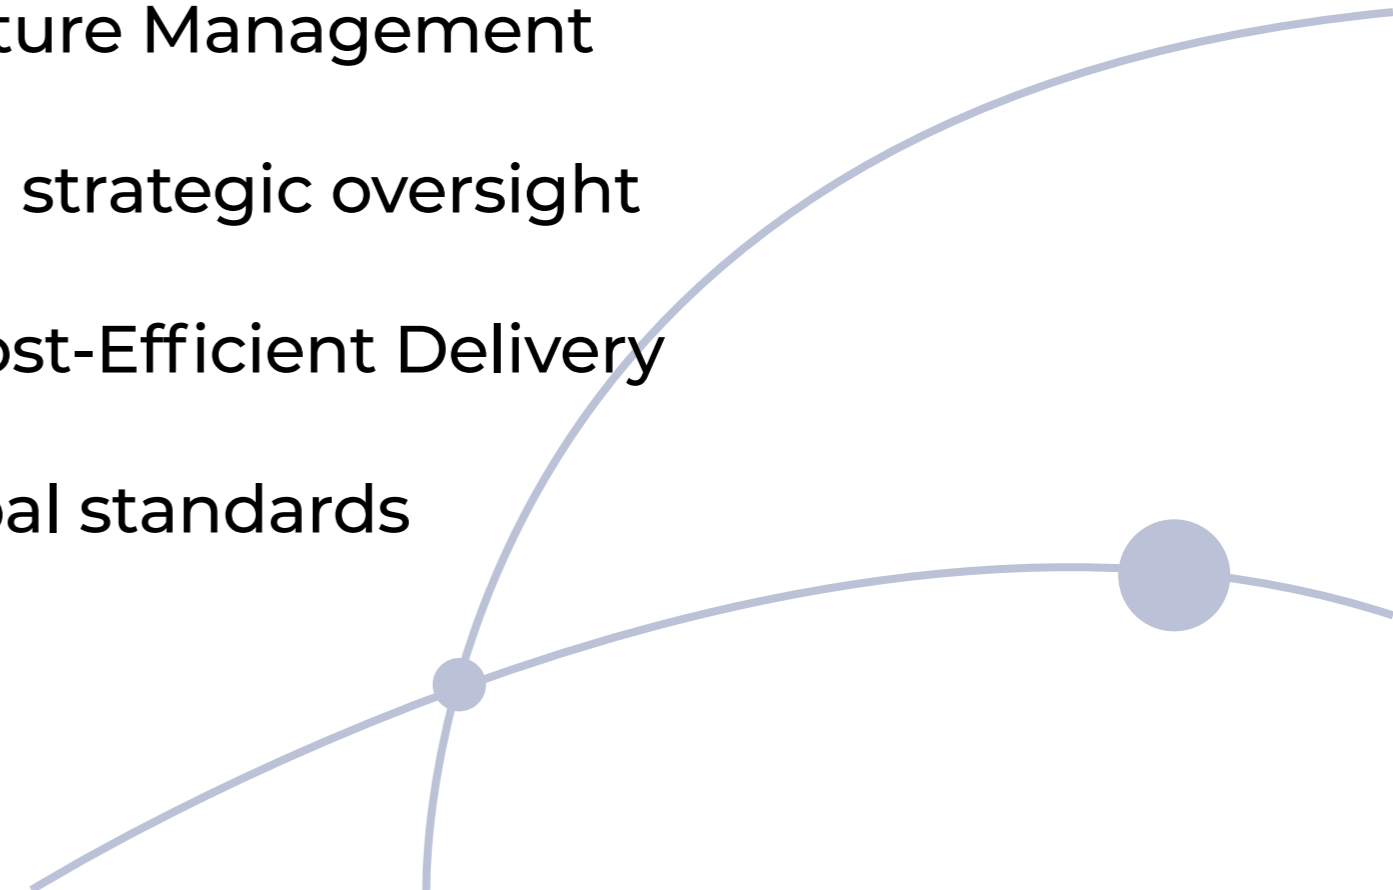 ture Management
strategic oversight
ost-Efficient Delivery
al standards